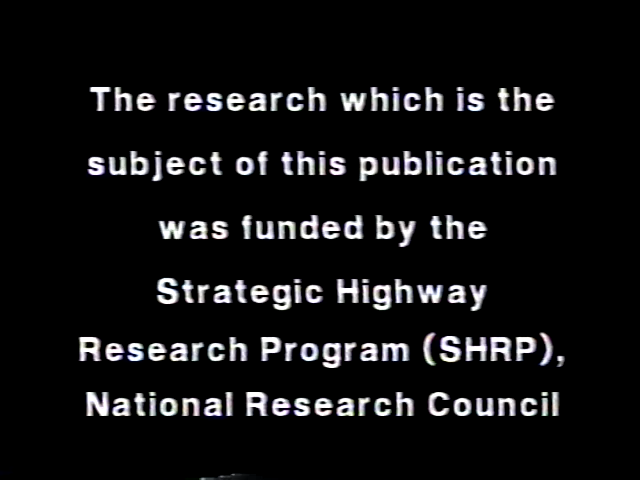 The research which is the
subject of this publication
was funded by the
Strategic Highway
Research Program (SHRP),
National Research Council